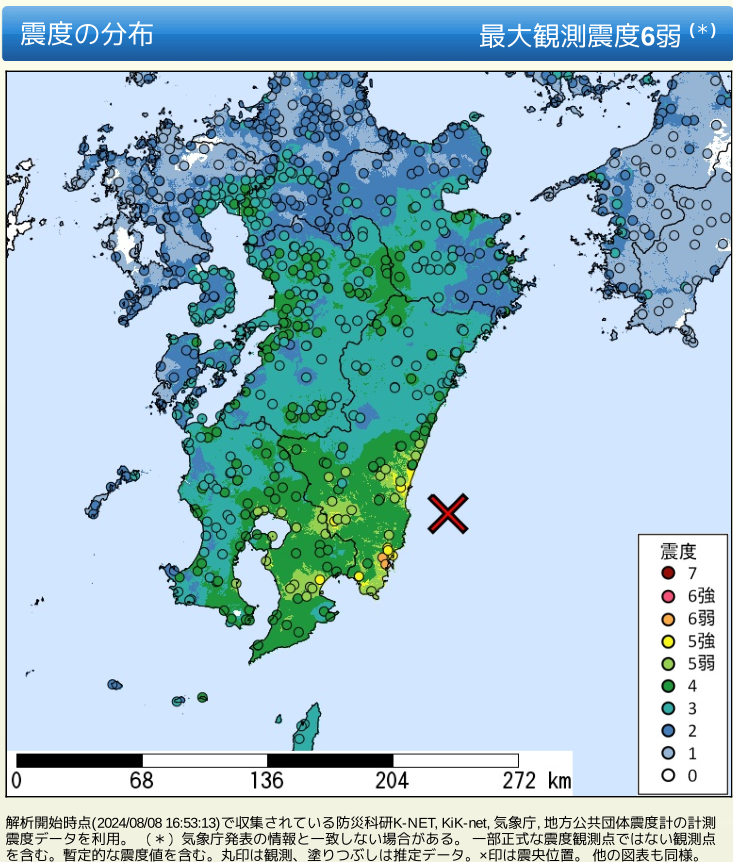 震度の分布
最大観測震度6弱 (*)
震度
7
6強
6弱
5強
5弱
4
3
2
1
0
0 68 136 204 272 km
解析開始時点(2024/08/08 16:53:13)で収集されている防災科研K-NET, KiK-net, 気象庁, 地方公共団体震度計の計測
震度データを利用。 （＊）気象庁発表の情報と一致しない場合がある。 一部正式な震度観測点ではない観測点
を含む。暫定的な震度値を含む。丸印は観測、塗りつぶしは推定データ。×印は震央位置。 他の図表も同様。